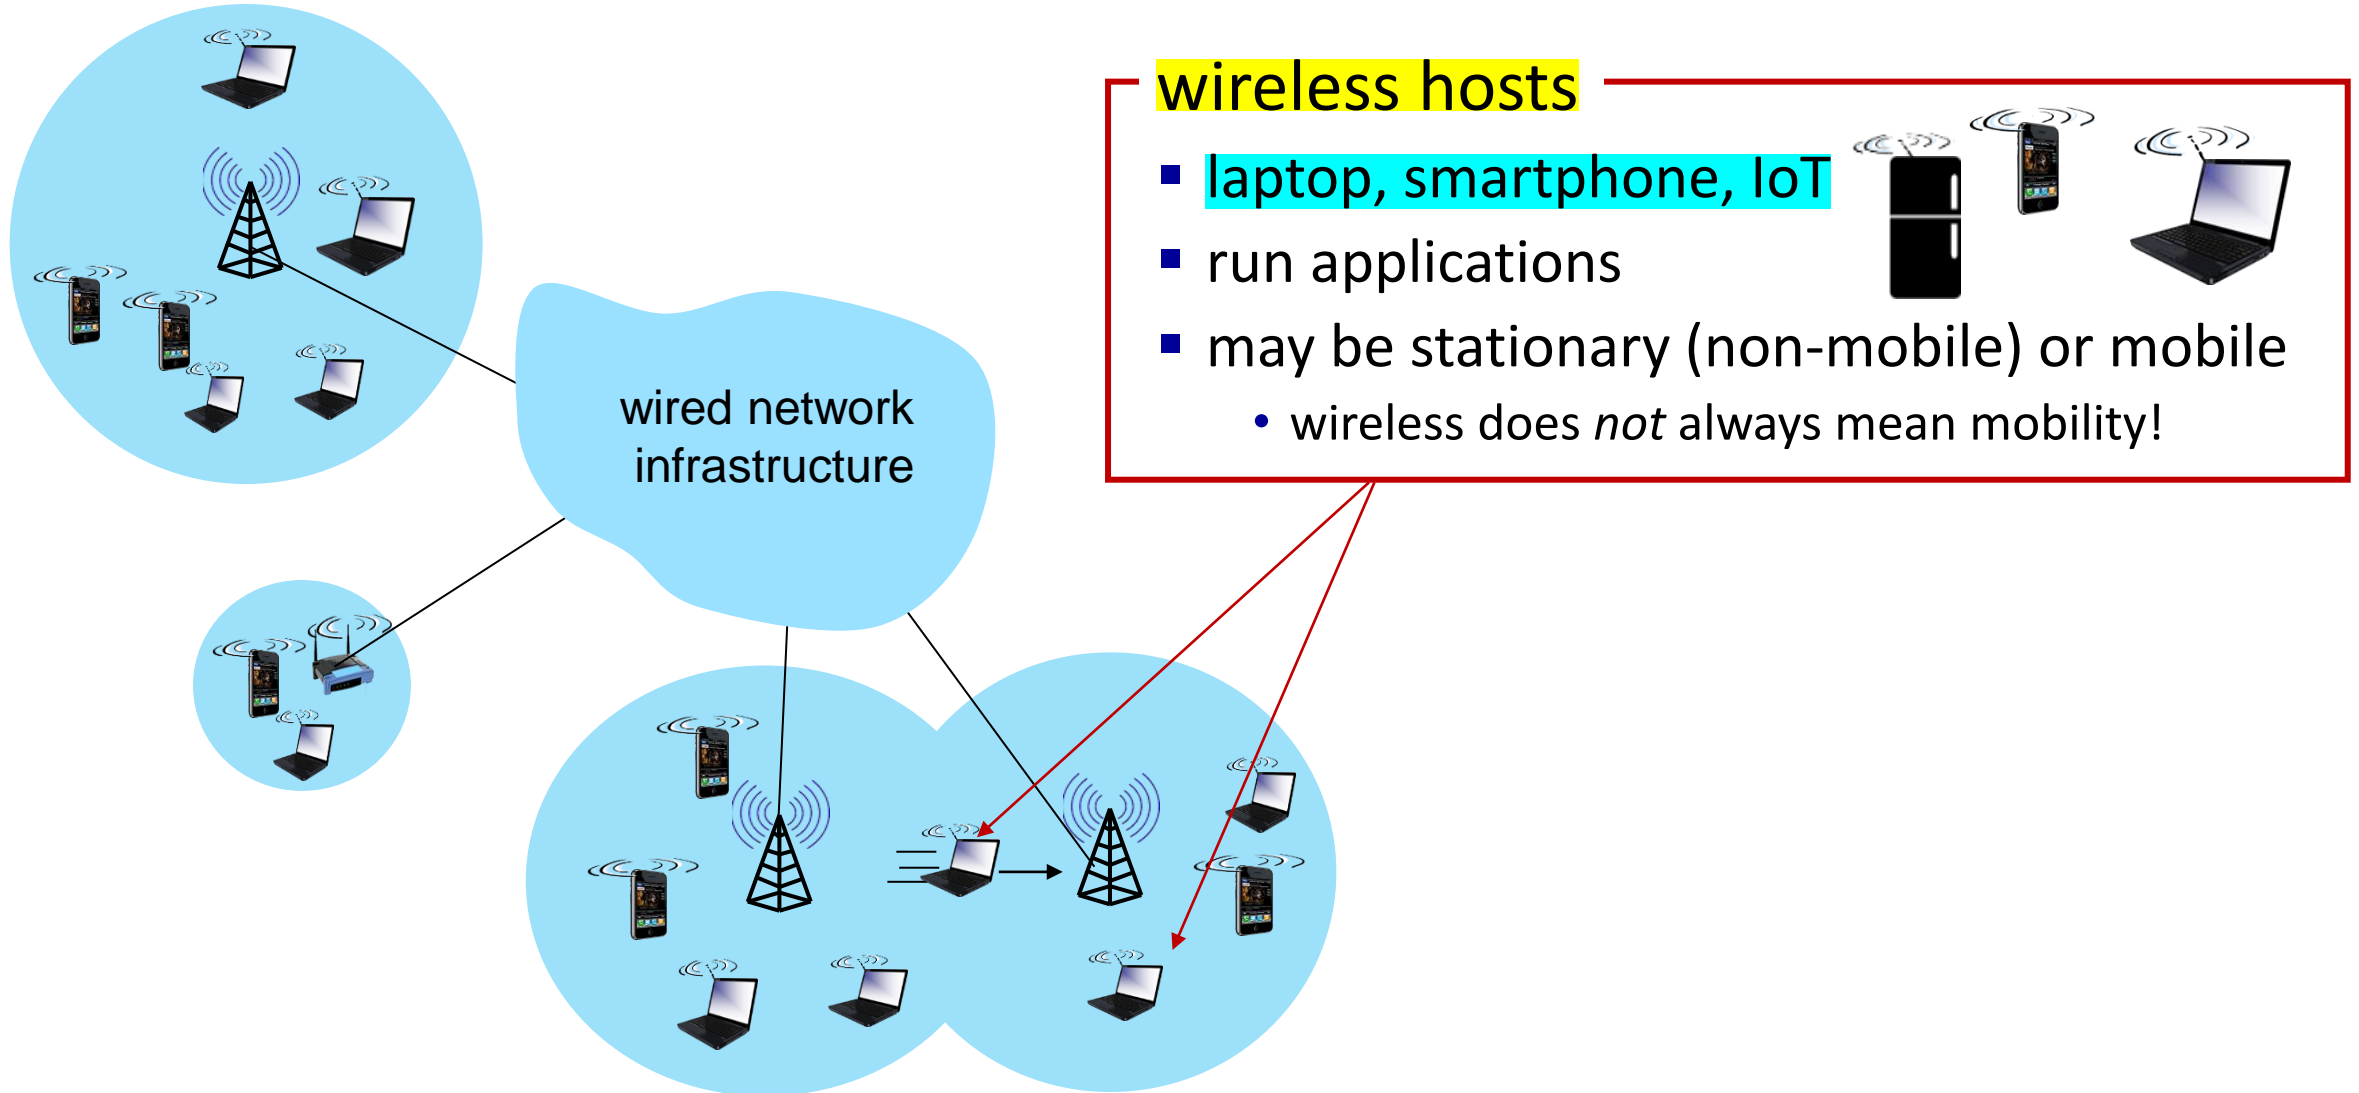 wireless hosts
laptop, smartphone, IoT
run applications
may be stationary (non-mobile) or mobile
wireless does not always mean mobility!
wired network
infrastructure